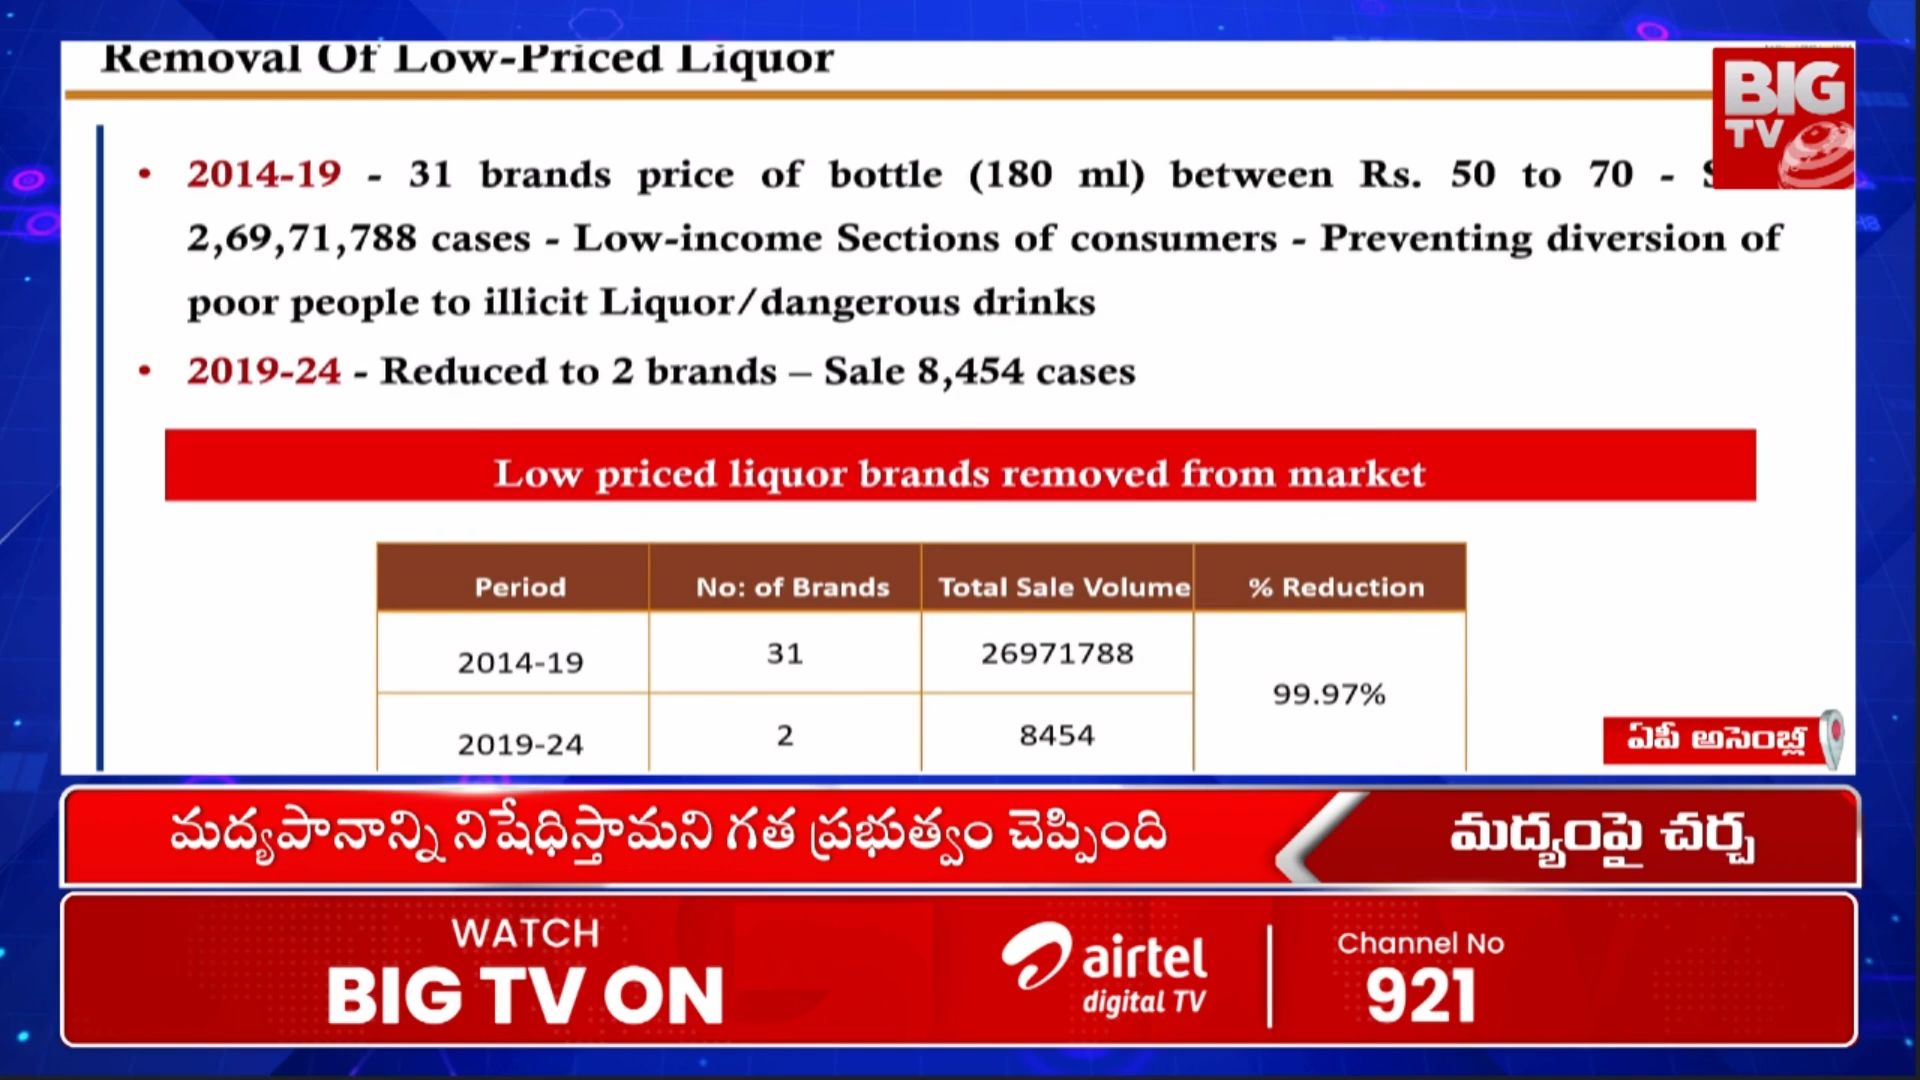 Removal Of Low-Priced Liquor
BIG
TV
• 2014-19 - 31 brands price of bottle (180 ml) between Rs. 50 to 70 -
2,69,71,788 cases - Low-income Sections of consumers - Preventing diversion of
poor people to illicit Liquor/dangerous drinks
• 2019-24 - Reduced to 2 brands – Sale 8,454 cases
Low priced liquor brands removed from market
Period No: of Brands Total Sale Volume % Reduction
2014-19 31 26971788
99.97%
2019-24 2 8454
ఏపీ అసెంబ్లీ
మద్యపానాన్ని నిషేధిస్తామని గత ప్రభుత్వం చెప్పింది
మద్యంపై చర్చ
WATCH
BIG TV ON
airtel
digital TV
Channel No
921